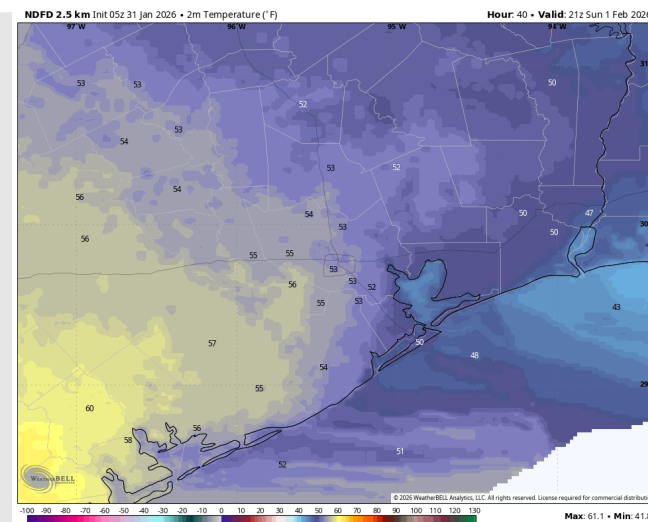 NDFD 2.5 km Init 05z 31 Jan 2026 • 2m Temperature (°F)
Hour: 40 • Valid: 21z Sun 1 Feb 2026
97°W 96°W 95°W 94°W
31
53 53 52 50
53
54
53 52
54
56
54 50 47
53 30
56 50
55 55
53
56 53 52
55 53 43
57 50
48
54
55 29
60
56
58
51
52
WeatherBELL
© 2026 WeatherBELL Analytics, LLC. All rights reserved. License required for commercial distributi
-100 -90 -80 -70 -60 -50 -40 -30 -20 -10 0 10 20 30 40 50 60 70 80 90 100 110 120 130
Max: 61.1 • Min: 41.8